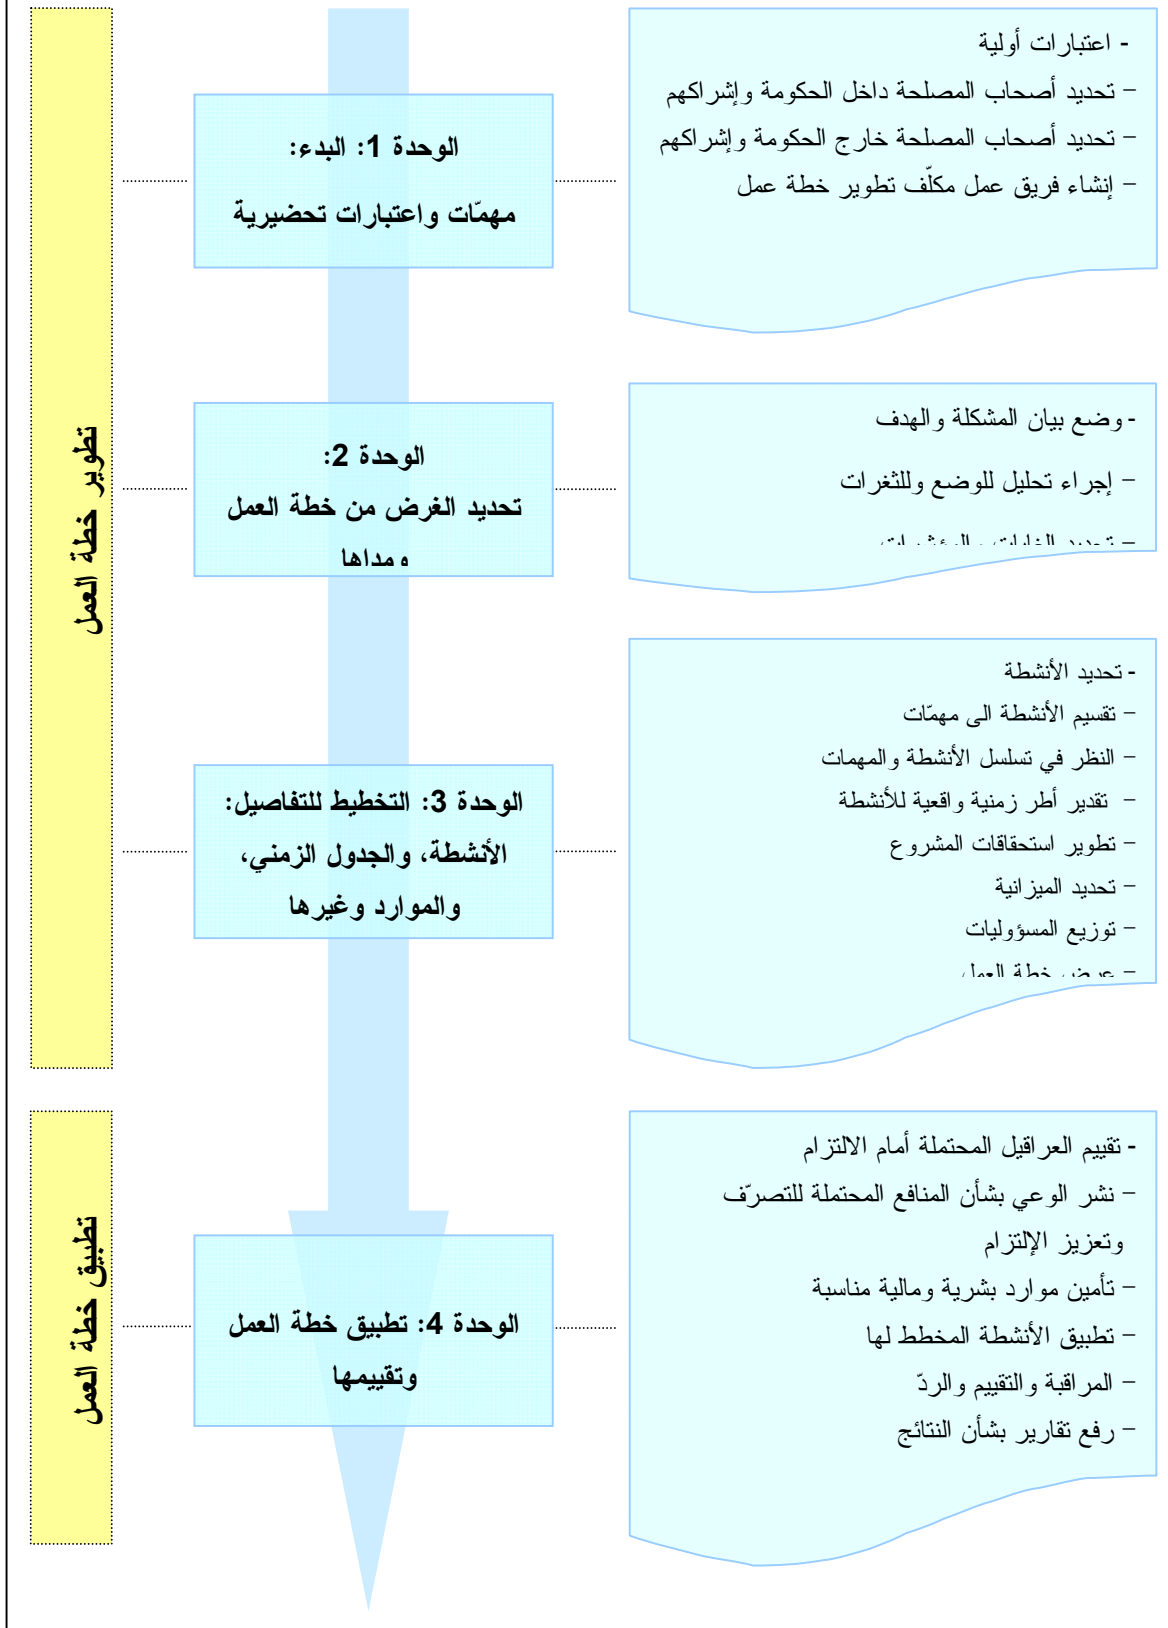 - اعتبارات أولية
– تحديد أصحاب المصلحة داخل الحكومة وإشراكهم
– تحديد أصحاب المصلحة خارج الحكومة وإشراكهم
– إنشاء فريق عمل مكلّف تطوير خطة عمل
الوحدة 1: البدء:
مهمّات واعتبارات تحضيرية
تطوير خطة العمل
- وضع بيان المشكلة والهدف
– إجراء تحليل للوضع وللثغرات
– تحديد الغايات والمؤشرات
الوحدة 2:
تحديد الغرض من خطة العمل
ومداها
- تحديد الأنشطة
– تقسيم الأنشطة الى مهمّات
– النظر في تسلسل الأنشطة والمهمات
– تقدير أطر زمنية واقعية للأنشطة
– تطوير استحقاقات المشروع
– تحديد الميزانية
– توزيع المسؤوليات
– عرض خطة العمل
الوحدة 3: التخطيط للتفاصيل:
الأنشطة، والجدول الزمني،
والموارد وغيرها
- تقييم العراقيل المحتملة أمام الالتزام
– نشر الوعي بشأن المنافع المحتملة للتصرّف
وتعزيز الإلتزام
– تأمين موارد بشرية ومالية مناسبة
– تطبيق الأنشطة المخطط لها
– المراقبة والتقييم والردّ
– رفع تقارير بشأن النتائج
الوحدة 4: تطبيق خطة العمل
وتقييمها
تطبيق خطة العمل